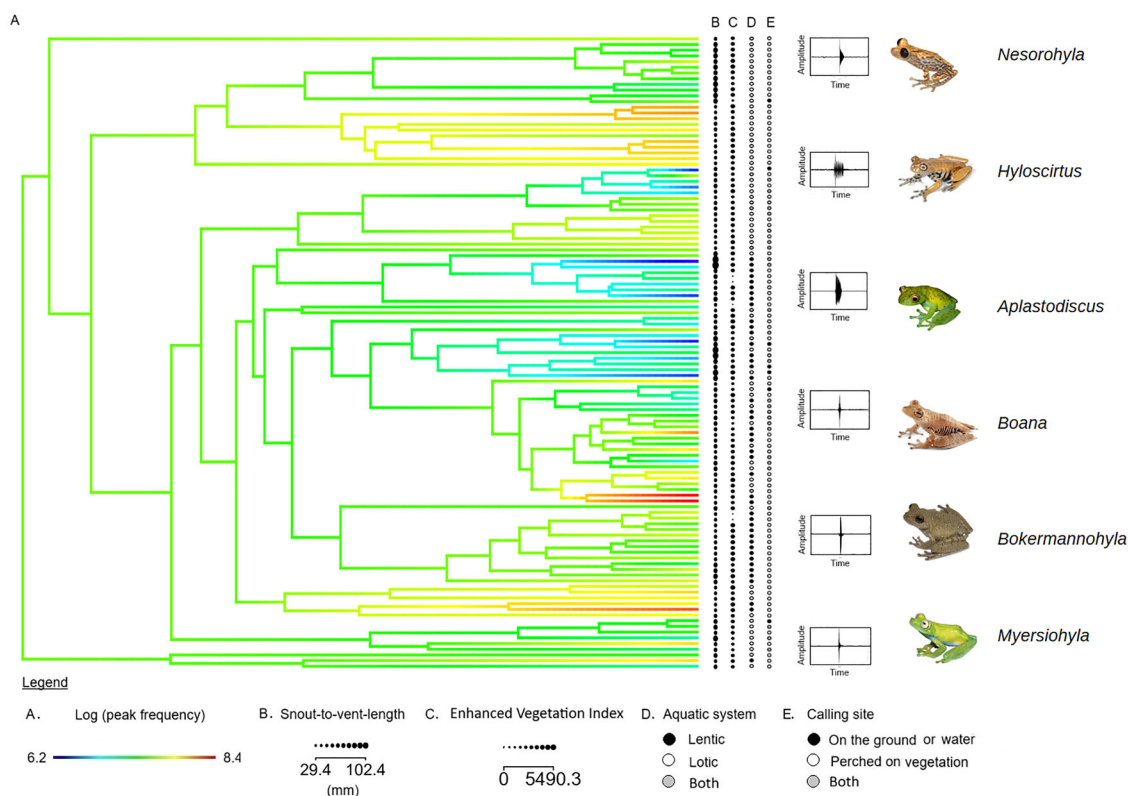 A
B C D E
Amplitude
Time
Nesorohyla
Amplitude
Time
Hyloscirtus
Amplitude
Time
Aplastodiscus
Amplitude
Time
Boana
Amplitude
Time
Bokermannohyla
Amplitude
Time
Myersiohyla
Legend
A. Log (peak frequency)
6.2 8.4
B. Snout-to-vent-length
29.4 102.4
(mm)
C. Enhanced Vegetation Index
0 5490.3
D. Aquatic system
Lentic
Lotic
Both
E. Calling site
On the ground or water
Perched on vegetation
Both